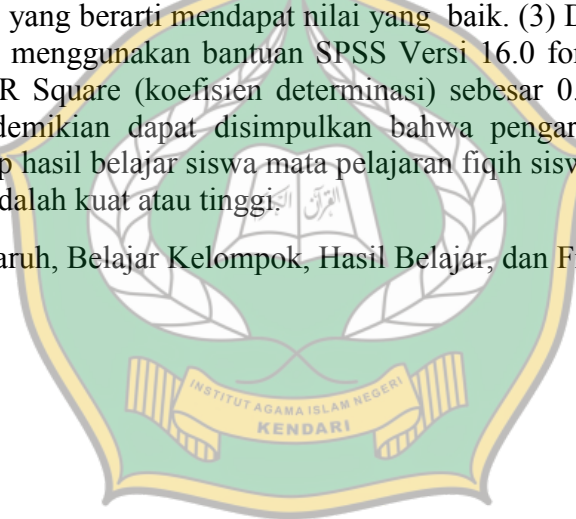 yang berarti mendapat nilai yang baik. (3) D
menggunakan bantuan SPSS Versi 16.0 for
R Square (koefisien determinasi) sebesar 0.
demikian dapat disimpulkan bahwa pengar
p hasil belajar siswa mata pelajaran fiqih sisw
dalah kuat atau tinggi.
aruh, Belajar Kelompok, Hasil Belajar, dan F
INSTITUT AGAMA ISLAM NEGERI
KENDARI